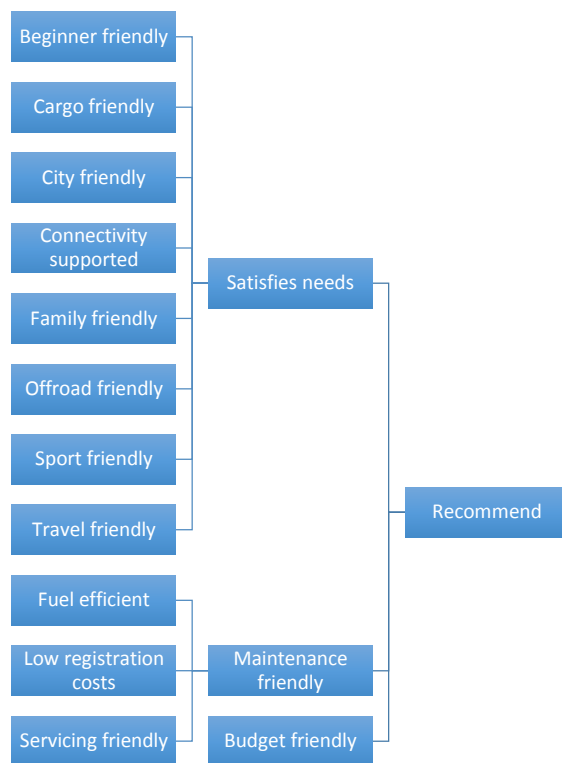 Beginner friendly
Cargo friendly
City friendly
Connectivity
supported
Satisfies needs
Family friendly
Offroad friendly
Sport friendly
Recommend
Travel friendly
Fuel efficient
Low registration
costs
Maintenance
friendly
Servicing friendly
Budget friendly